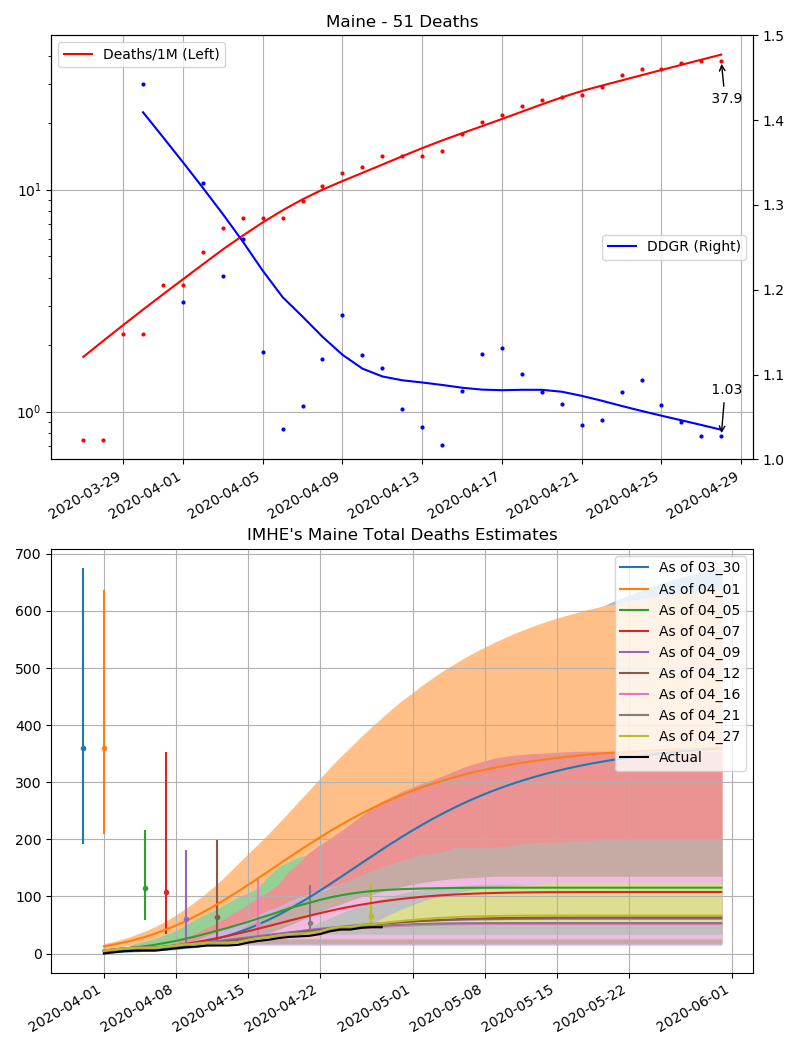 Maine - 51 Deaths
Deaths/1M (Left)
DDGR (Right)
37.9
1.03
10¹
10⁰
1.5
1.4
1.3
1.2
1.1
1.0
2020-03-29
2020-04-01
2020-04-05
2020-04-09
2020-04-13
2020-04-17
2020-04-21
2020-04-25
2020-04-29
IMHE's Maine Total Deaths Estimates
700
600
500
400
300
200
100
0
As of 03_30
As of 04_01
As of 04_05
As of 04_07
As of 04_09
As of 04_12
As of 04_16
As of 04_21
As of 04_27
Actual
2020-04-01
2020-04-08
2020-04-15
2020-04-22
2020-05-01
2020-05-08
2020-05-15
2020-05-22
2020-06-01